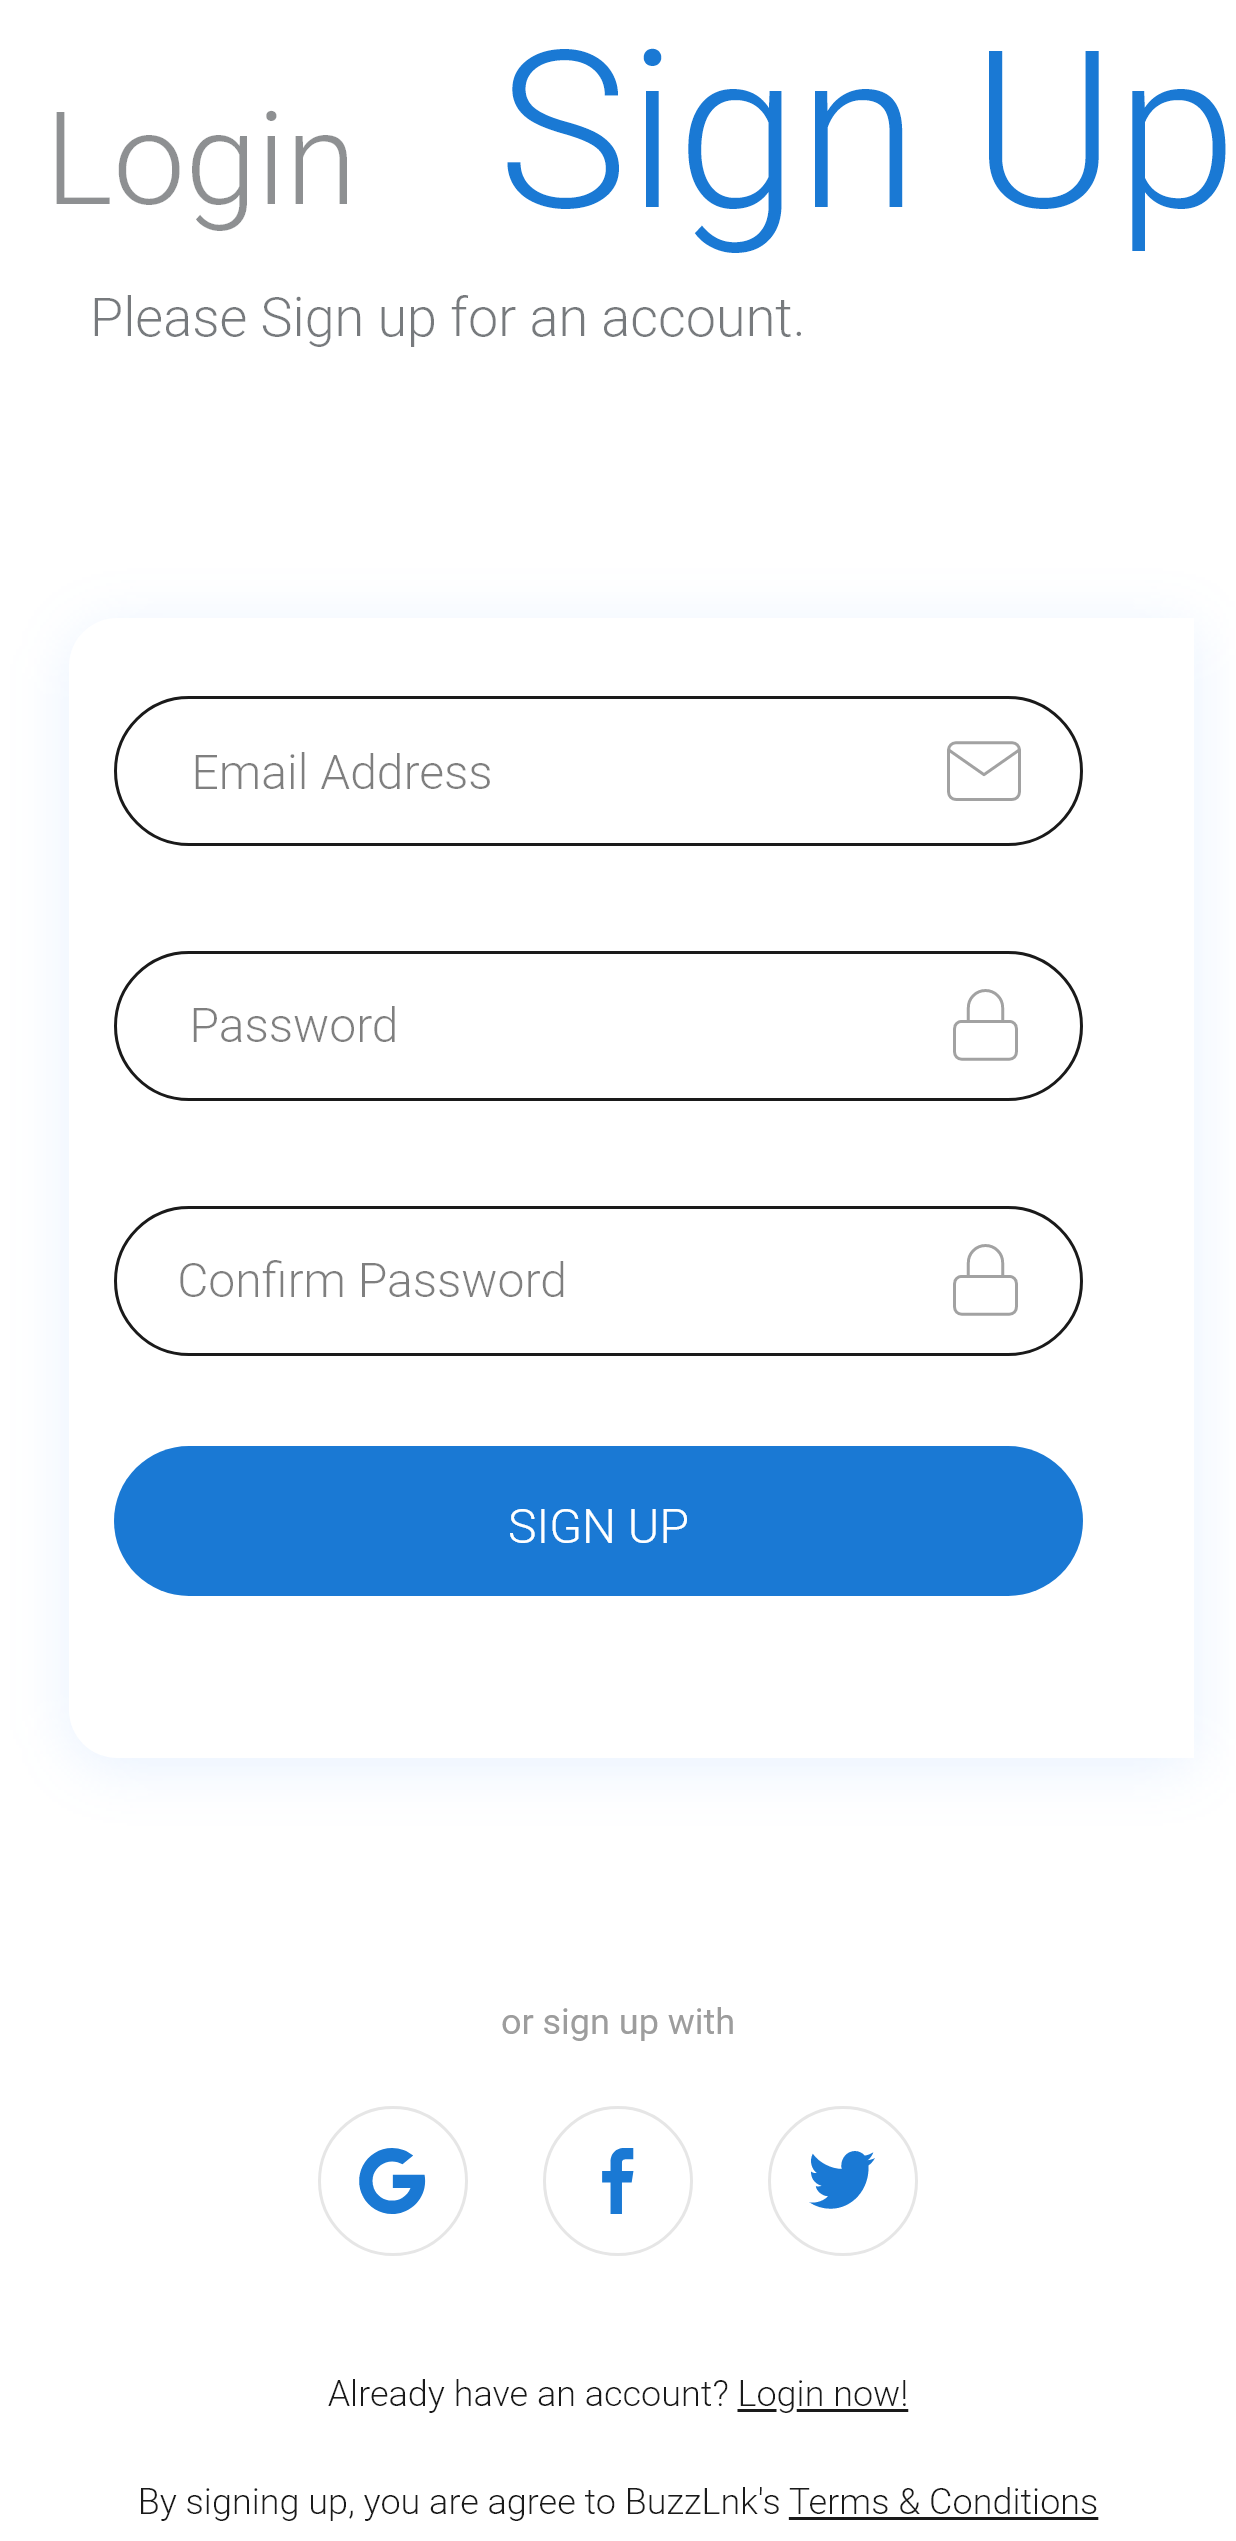 Login Sign Up
Please Sign up for an account.
Email Address
Password
Confirm Password
SIGN UP
or sign up with
Already have an account? Login now!
By signing up, you are agree to BuzzLnk's Terms & Conditions